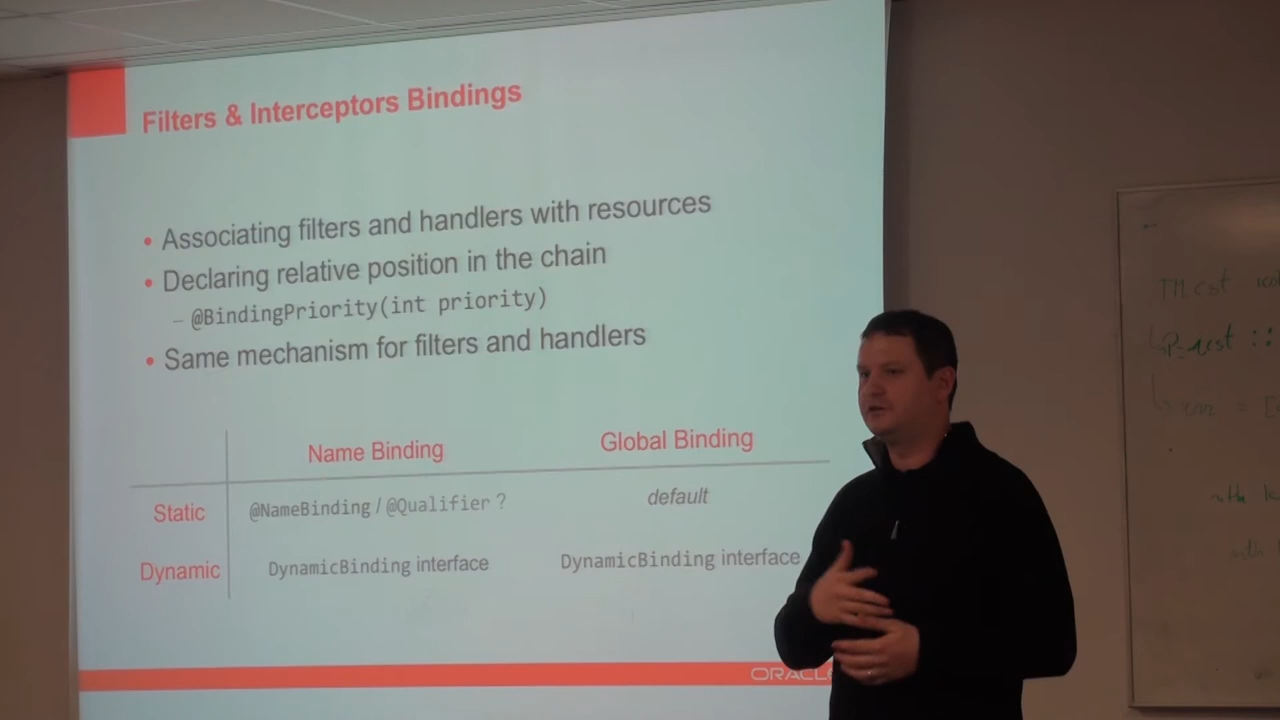 Filters & Interceptors Bindings
• Associating filters and handlers with resources
• Declaring relative position in the chain
– @BindingPriority(int priority)
• Same mechanism for filters and handlers
Name Binding Global Binding
Static @NameBinding / @Qualifier ? default
Dynamic DynamicBinding interface DynamicBinding interface
ORACLE